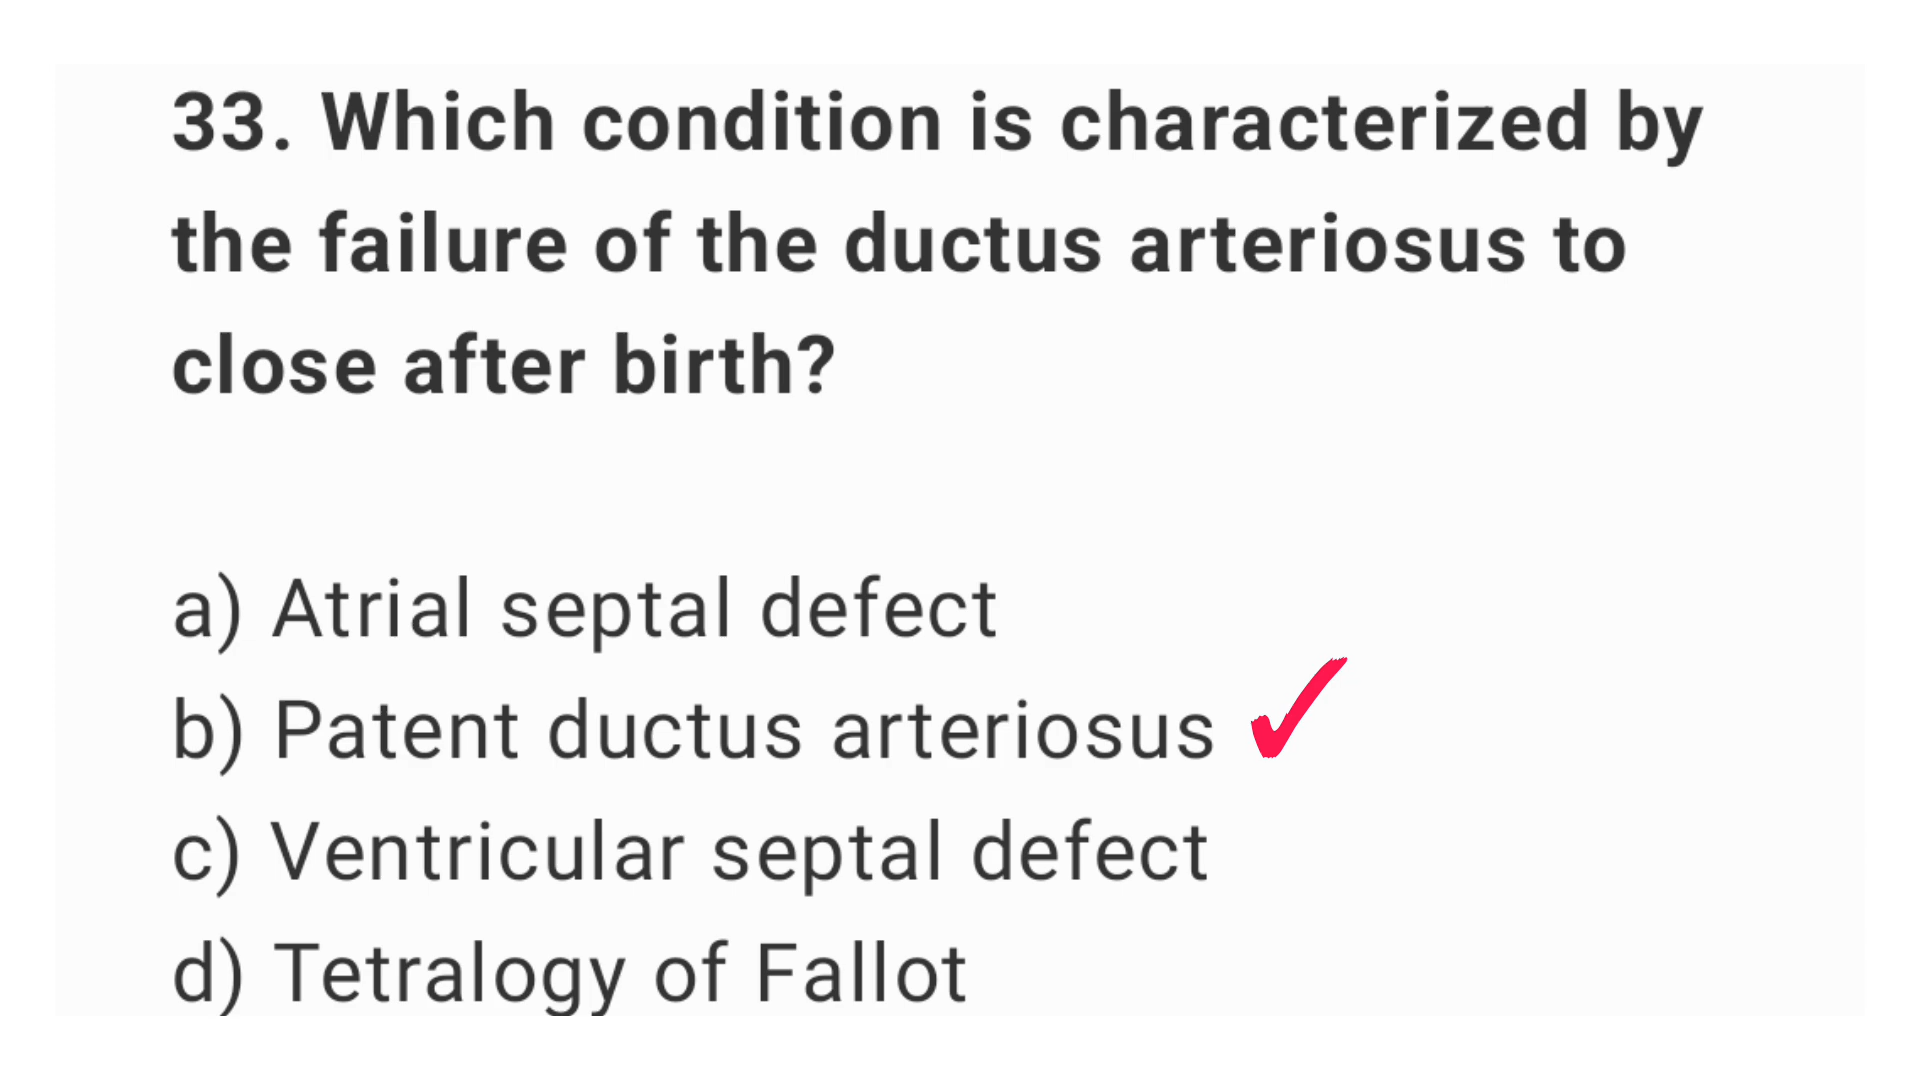 33. Which condition is characterized by
the failure of the ductus arteriosus to
close after birth?
a) Atrial septal defect
b) Patent ductus arteriosus
c) Ventricular septal defect
d) Tetralogy of Fallot